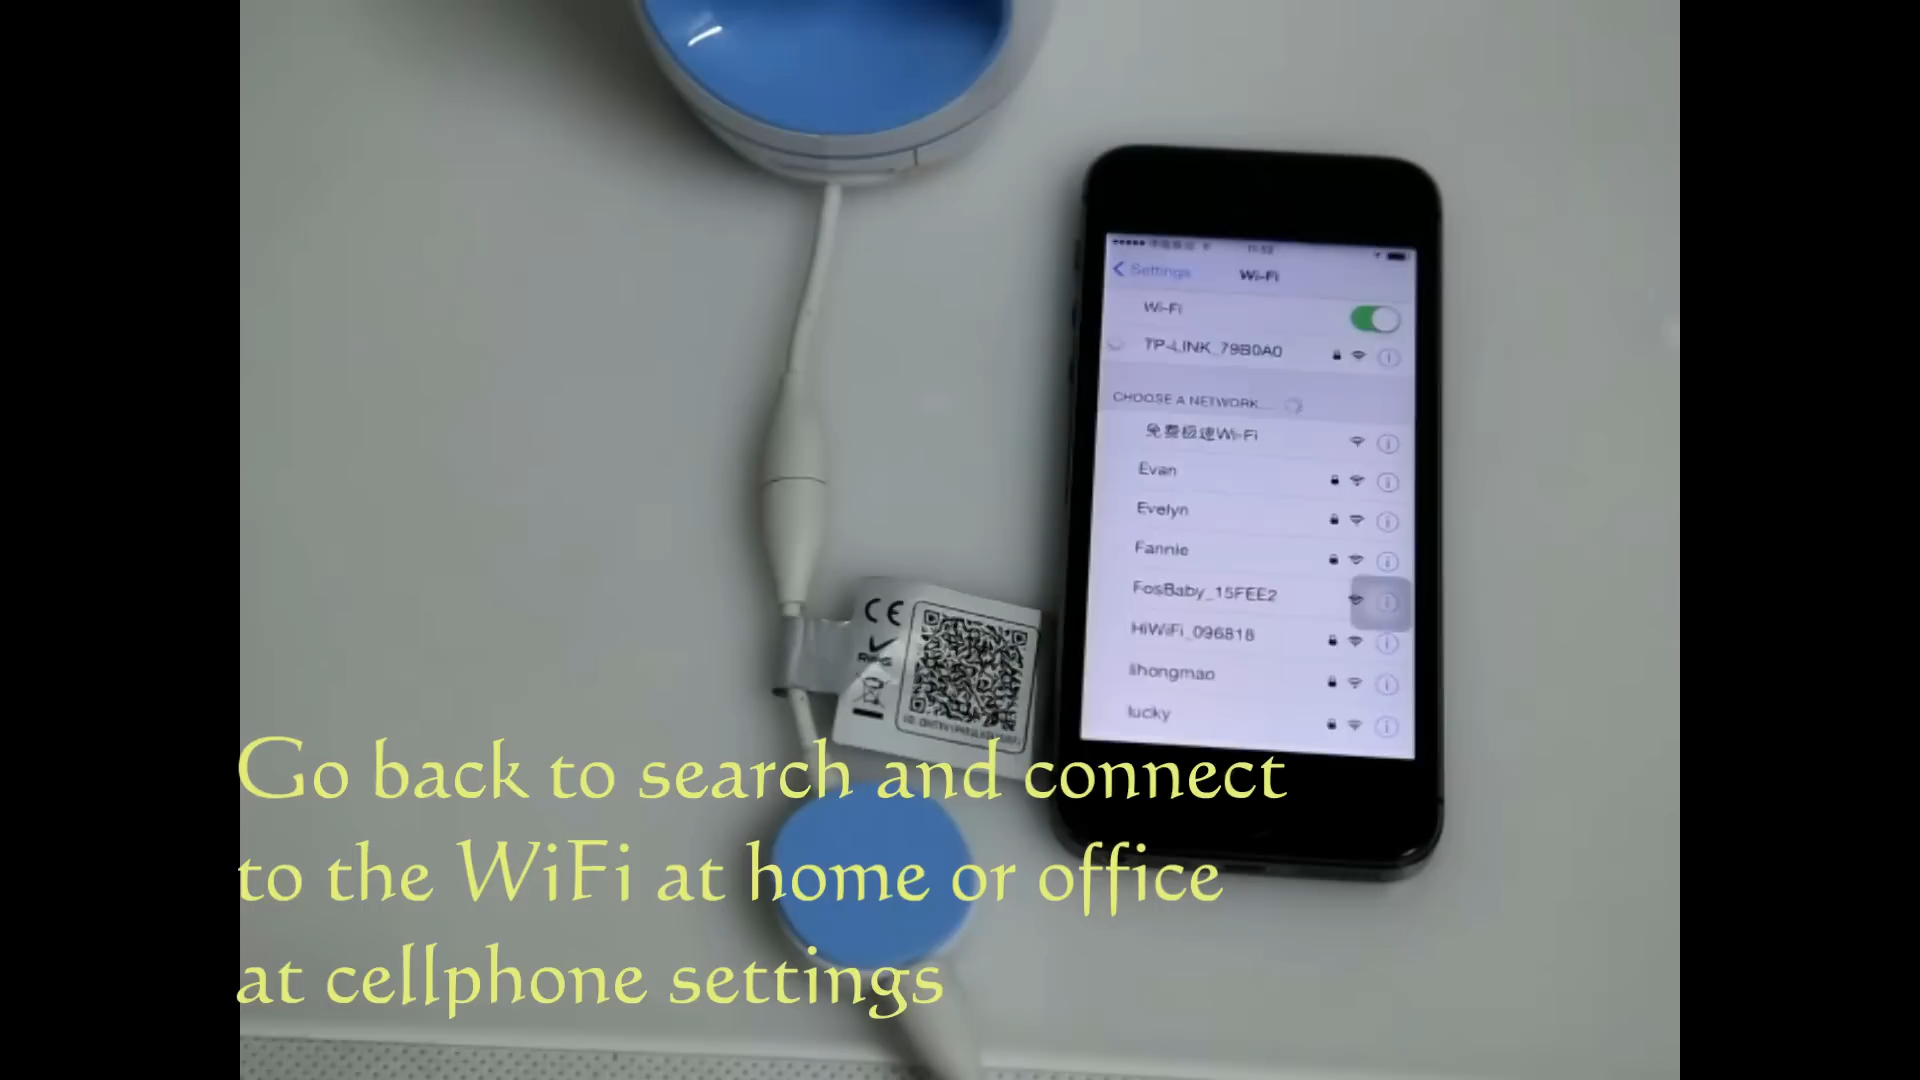 Settings
Wi-Fi
Wi-Fi
TP-LINK_79B0A0
CHOOSE A NETWORK...
免费极速Wi-Fi
Evan
Evelyn
Fannie
FosBaby_15FEE2
HiWiFi_096818
lihongmao
lucky
CE
RoHS
Go back to search and connect
to the WiFi at home or office
at cellphone settings